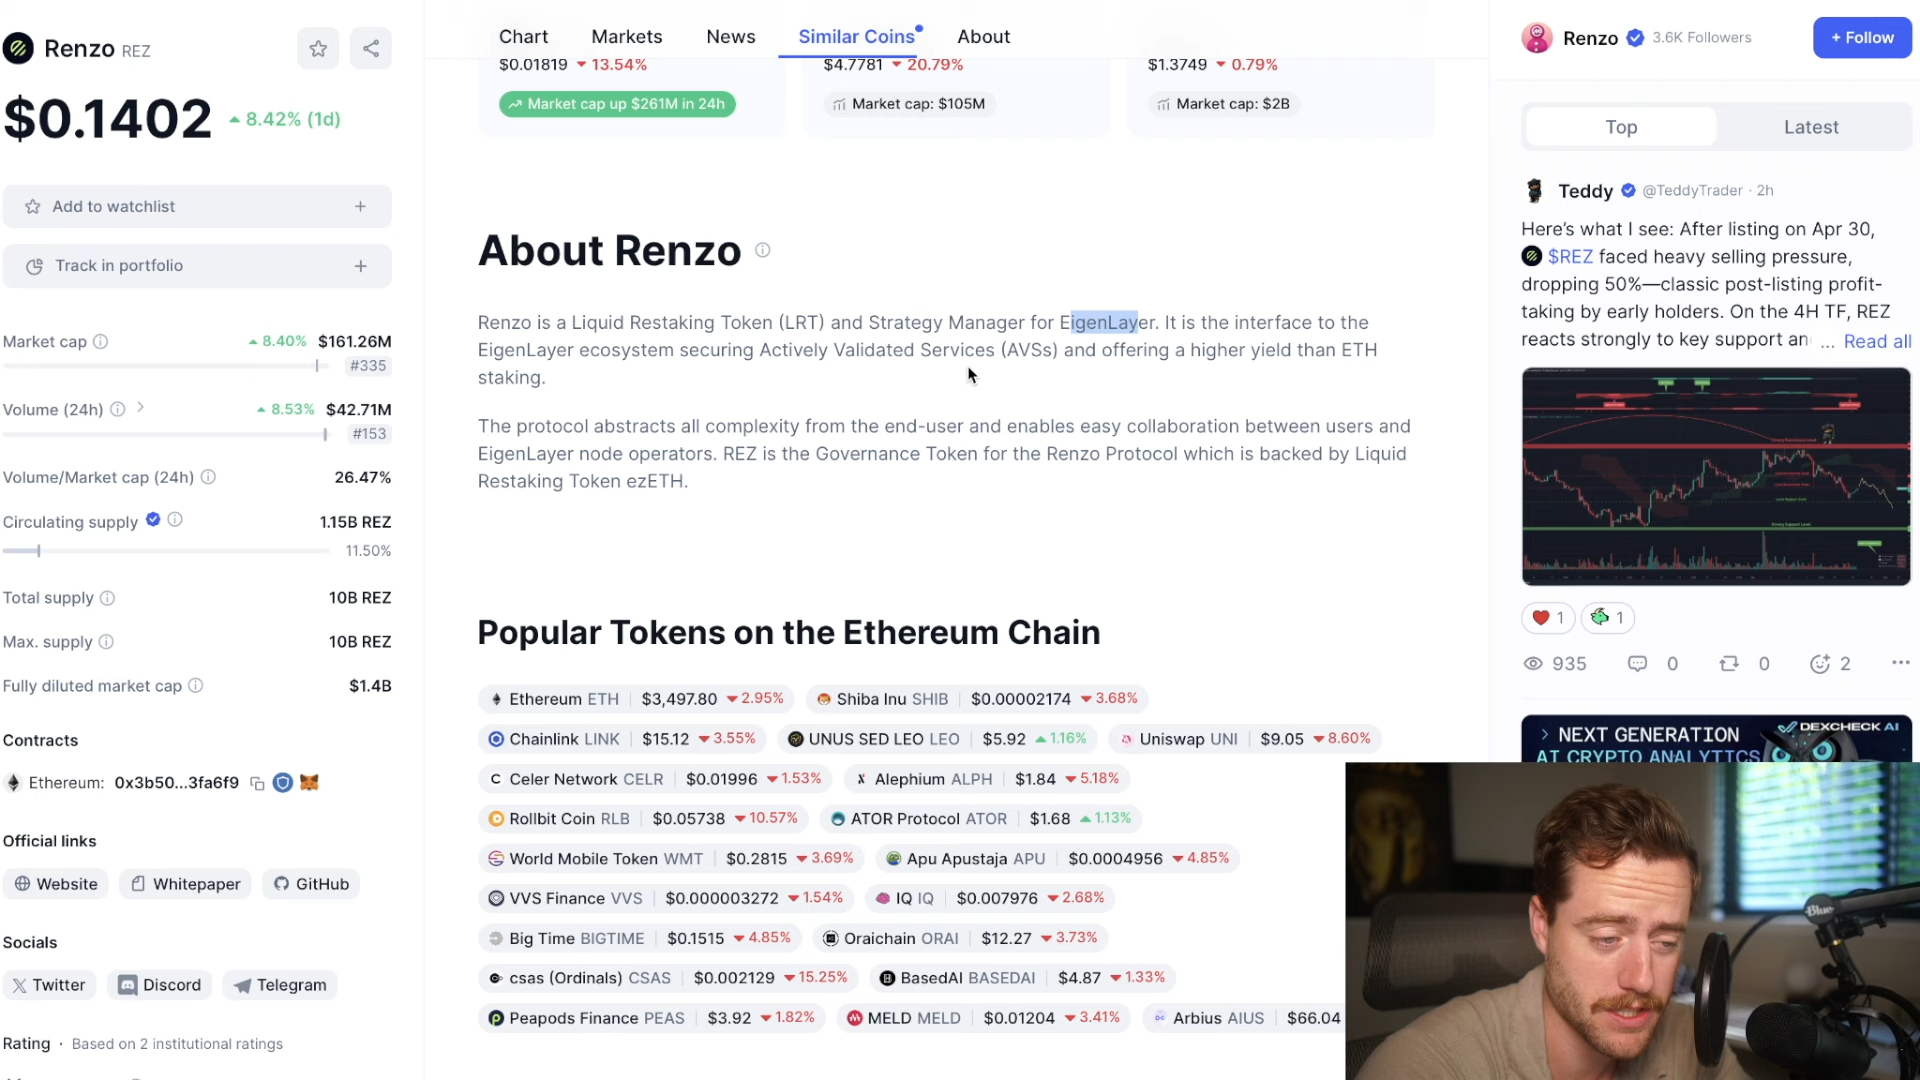 Renzo REZ
$0.1402 8.42% (1d)
Add to watchlist +
Track in portfolio +
Market cap 8.40% $161.26M
#335
Volume (24h) 8.53% $42.71M
#153
Volume/Market cap (24h) 26.47%
Circulating supply 1.15B REZ
11.50%
Total supply 10B REZ
Max. supply 10B REZ
Fully diluted market cap $1.4B
Contracts
Ethereum: 0x3b50...3fa6f9
Official links
Website Whitepaper GitHub
Socials
Twitter Discord Telegram
Rating · Based on 2 institutional ratings
Chart Markets News Similar Coins About
$0.01819 13.54% $4.7781 20.79% $1.3749 0.79%
Market cap up $261M in 24h Market cap: $105M Market cap: $2B
About Renzo
Renzo is a Liquid Restaking Token (LRT) and Strategy Manager for EigenLayer. It is the interface to the
EigenLayer ecosystem securing Actively Validated Services (AVSs) and offering a higher yield than ETH
staking.
The protocol abstracts all complexity from the end-user and enables easy collaboration between users and
EigenLayer node operators. REZ is the Governance Token for the Renzo Protocol which is backed by Liquid
Restaking Token ezETH.
Popular Tokens on the Ethereum Chain
Ethereum ETH $3,497.80 2.95% Shiba Inu SHIB $0.00002174 3.68%
Chainlink LINK $15.12 3.55% UNUS SED LEO LEO $5.92 1.16% Uniswap UNI $9.05 8.60%
Celer Network CELR $0.01996 1.53% Alephium ALPH $1.84 5.18%
Rollbit Coin RLB $0.05738 10.57% ATOR Protocol ATOR $1.68 1.13%
World Mobile Token WMT $0.2815 3.69% Apu Apustaja APU $0.0004956 4.85%
VVS Finance VVS $0.000003272 1.54% IQ IQ $0.007976 2.68%
Big Time BIGTIME $0.1515 4.85% Oraichain ORAI $12.27 3.73%
csas (Ordinals) CSAS $0.002129 15.25% BasedAI BASEDAI $4.87 1.33%
Peapods Finance PEAS $3.92 1.82% MELD MELD $0.01204 3.41% Arbius AIUS $66.04
Renzo 3.6K Followers + Follow
Top Latest
Teddy @TeddyTrader · 2h
Here's what I see: After listing on Apr 30,
$REZ faced heavy selling pressure,
dropping 50%—classic post-listing profit-
taking by early holders. On the 4H TF, REZ
reacts strongly to key support an ... Read all
1 1
935 0 0 2 ...
> NEXT GENERATION DEXCHECK AI
AI CRYPTO ANALYTICS
Blue